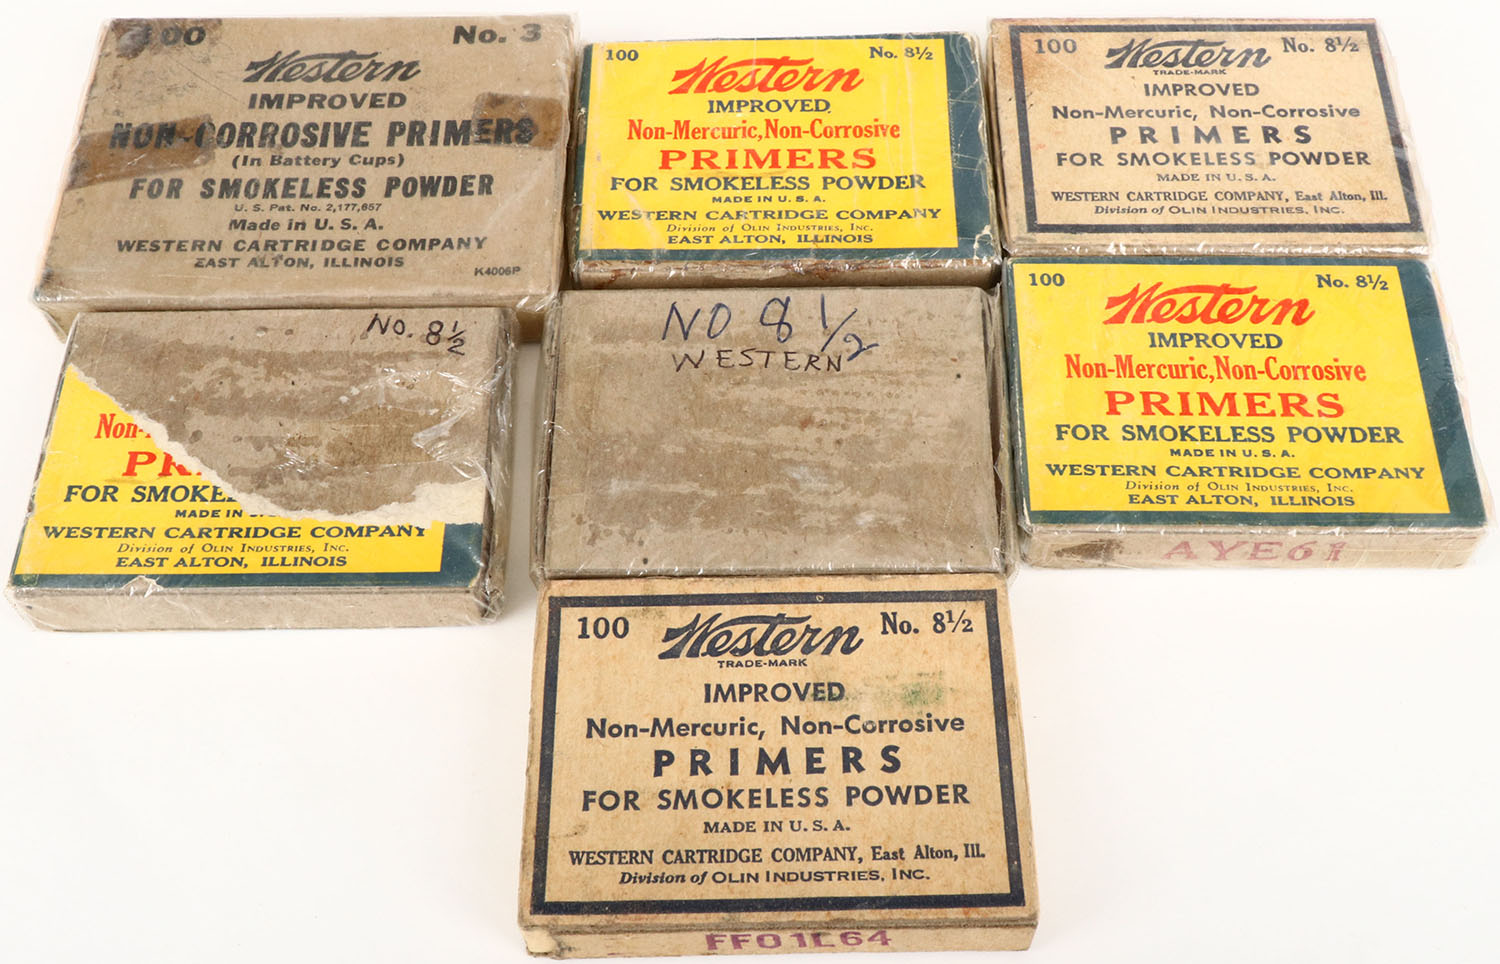 100 No. 3
Western
IMPROVED
NON-CORROSIVE PRIMERS
(In Battery Cups)
FOR SMOKELESS POWDER
U. S. Pat. No. 2,177,657
Made in U. S. A.
WESTERN CARTRIDGE COMPANY
EAST ALTON, ILLINOIS
K4006P
100 No. 8½
Western
IMPROVED
Non-Mercuric, Non-Corrosive
PRIMERS
FOR SMOKELESS POWDER
MADE IN U. S. A.
WESTERN CARTRIDGE COMPANY
Division of OLIN INDUSTRIES, INC.
EAST ALTON, ILLINOIS
100 No. 8½
Western
TRADE-MARK
IMPROVED
Non-Mercuric, Non-Corrosive
PRIMERS
FOR SMOKELESS POWDER
MADE IN U. S. A.
WESTERN CARTRIDGE COMPANY, East Alton, Ill.
Division of OLIN INDUSTRIES, INC.
No. 8½
Non-
PR
FOR SMOKE
MADE IN
WESTERN CARTRIDGE COMPANY
Division of OLIN INDUSTRIES, INC.
EAST ALTON, ILLINOIS
NO 8 1/2
WESTERN
100 No. 8½
Western
IMPROVED
Non-Mercuric, Non-Corrosive
PRIMERS
FOR SMOKELESS POWDER
MADE IN U. S. A.
WESTERN CARTRIDGE COMPANY
Division of OLIN INDUSTRIES, INC.
EAST ALTON, ILLINOIS
100 No. 8½
Western
TRADE-MARK
IMPROVED
Non-Mercuric, Non-Corrosive
PRIMERS
FOR SMOKELESS POWDER
MADE IN U. S. A.
WESTERN CARTRIDGE COMPANY, East Alton, Ill.
Division of OLIN INDUSTRIES, INC.
FF01L64